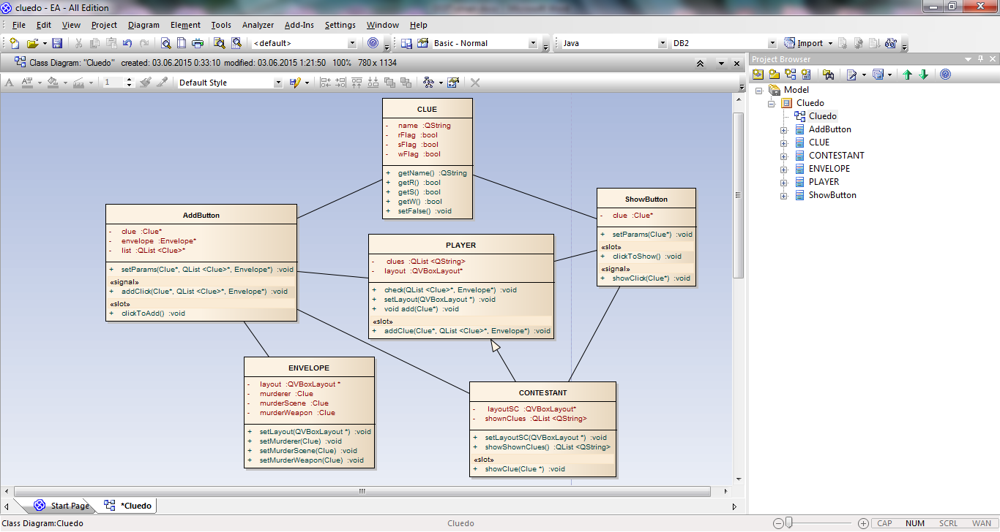 cluedo - EA - All Edition
File Edit View Project Diagram Element Tools Analyzer Add-Ins Settings Window Help
<default> Basic - Normal Java DB2 Import
Class Diagram: "Cluedo" created: 03.06.2015 0:33:10 modified: 03.06.2015 1:21:50 100% 780 x 1134
1 Default Style
CLUE
- name :QString
- rFlag :bool
- sFlag :bool
- wFlag :bool
+ getName() :QString
+ getR() :bool
+ getS() :bool
+ getW() :bool
+ setFalse() :void
AddButton
- clue :Clue*
- envelope :Envelope*
- list :QList <Clue>*
+ setParams(Clue*, QList <Clue>*, Envelope*) :void
«signal»
+ addClick(Clue*, QList <Clue>*, Envelope*) :void
«slot»
+ clickToAdd() :void
PLAYER
- clues :QList <QString>
- layout :QVBoxLayout*
+ check(QList <Clue>*, Envelope*) :void
+ setLayout(QVBoxLayout *) :void
+ void add(Clue*) :void
«slot»
+ addClue(Clue*, QList <Clue>*, Envelope*) :void
ShowButton
- clue :Clue*
+ setParams(Clue*) :void
«slot»
+ clickToShow() :void
«signal»
+ showClick(Clue*) :void
ENVELOPE
- layout :QVBoxLayout *
- murderer :Clue
- murderScene :Clue
- murderWeapon :Clue
+ setLayout(QVBoxLayout *) :void
+ setMurderer(Clue) :void
+ setMurderScene(Clue) :void
+ setMurderWeapon(Clue) :void
CONTESTANT
- layoutSC :QVBoxLayout*
- shownClues :QList <QString>
+ setLayoutSC(QVBoxLayout *) :void
+ showShownClues() :QList <QString>
«slot»
+ showClue(Clue *) :void
Project Browser
Model
Cluedo
Cluedo
AddButton
CLUE
CONTESTANT
ENVELOPE
PLAYER
ShowButton
Start Page *Cluedo
Class Diagram:Cluedo Cluedo CAP NUM SCRL WAN